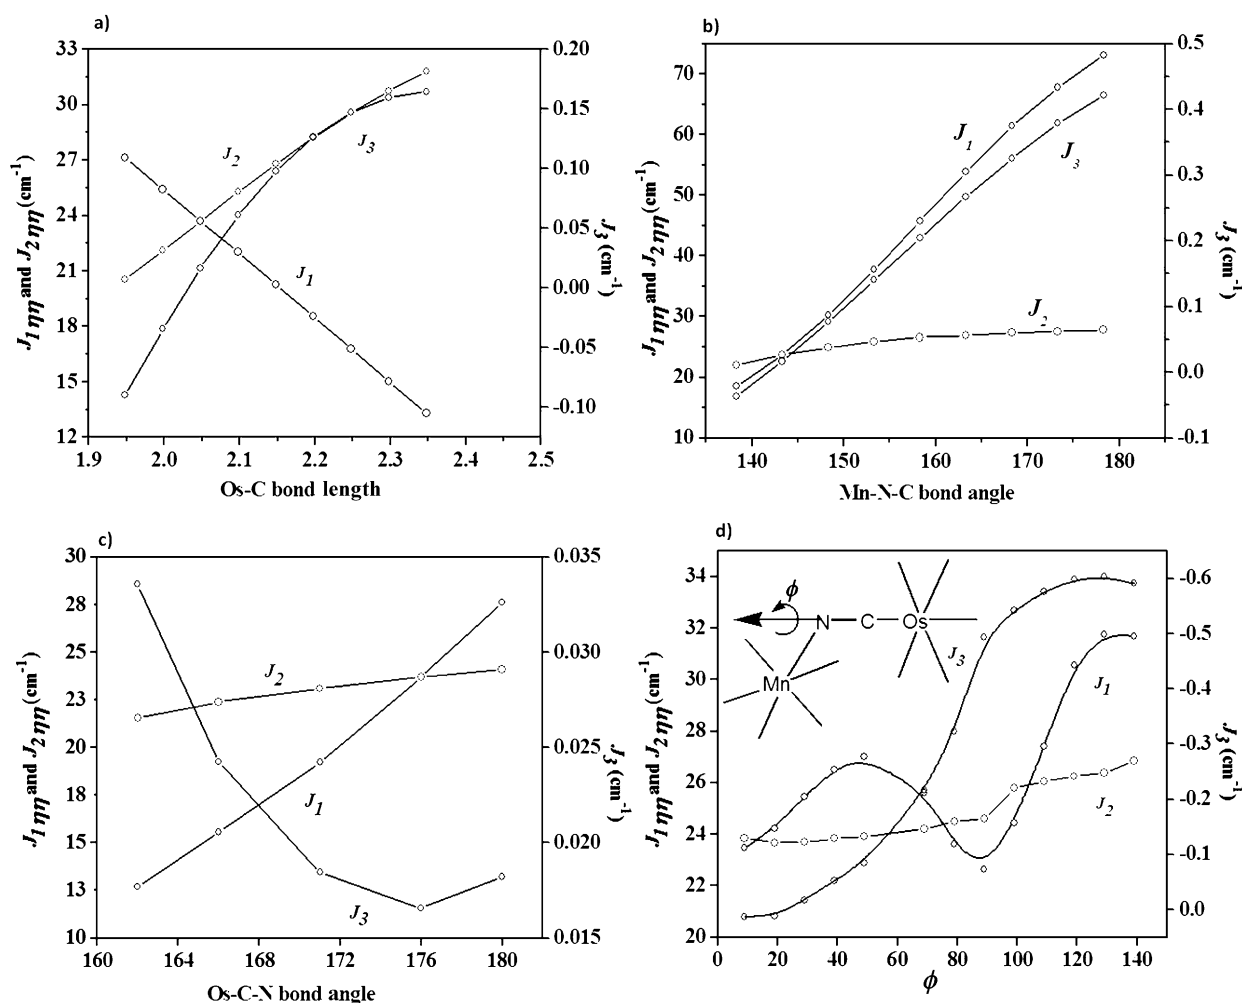 a)
33
30
27
24
21
18
15
12
0.20
0.15
0.10
0.05
0.00
-0.05
-0.10
1.9
2.0
2.1
2.2
2.3
2.4
2.5
J1ηη and J2ηη (cm-1)
J3 (cm-1)
Os-C bond length
J2
J3
J1
b)
70
60
50
40
30
20
10
0.5
0.4
0.3
0.2
0.1
0.0
-0.1
140
150
160
170
180
J1ηη and J2ηη (cm-1)
J3 (cm-1)
Mn-N-C bond angle
J1
J3
J2
c)
30
28
25
23
20
18
15
13
10
0.035
0.030
0.025
0.020
0.015
160
164
168
172
176
180
J1ηη and J2ηη (cm-1)
J3 (cm-1)
Os-C-N bond angle
J2
J1
J3
d)
34
32
30
28
26
24
22
20
-0.6
-0.5
-0.4
-0.3
-0.2
-0.1
0.0
0
20
40
60
80
100
120
140
J1ηη and J2ηη (cm-1)
J3 (cm-1)
ϕ
ϕ
N C Os
Mn
J3
J1
J2